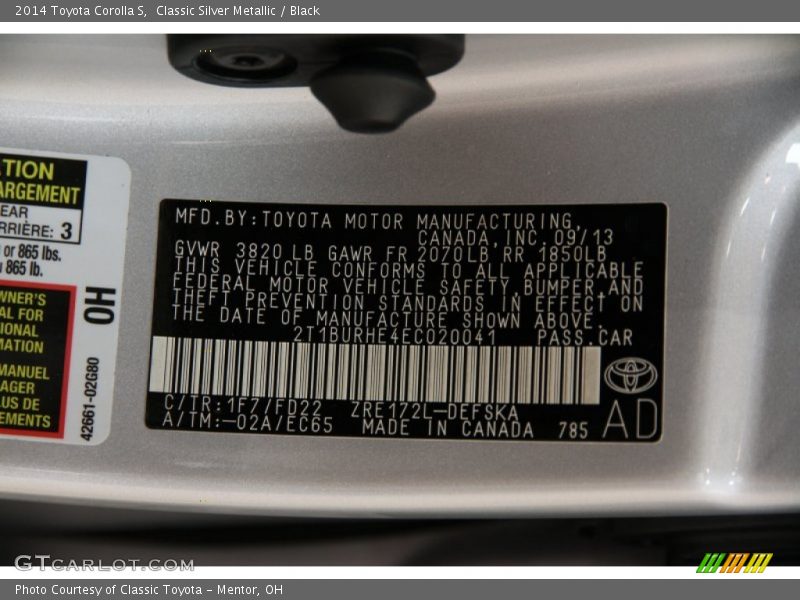 2014 Toyota Corolla S,  Classic Silver Metallic / Black
TION
ARGEMENT
EAR
RRIÈRE: 3
or 865 lbs.
865 lb.
WNER'S
AL FOR
IONAL
MATION
MANUEL
AGER
LUS DE
EMENTS
OH
42661-02G80
MFD.BY:TOYOTA MOTOR MANUFACTURING,
CANADA,INC.09/13
GVWR 3820 LB GAWR FR 2070LB RR 1850LB
THIS VEHICLE CONFORMS TO ALL APPLICABLE
FEDERAL MOTOR VEHICLE SAFETY,BUMPER,AND
THEFT PREVENTION STANDARDS IN EFFECT ON
THE DATE OF MANUFACTURE SHOWN ABOVE.
2T1BURHE4EC020041 PASS.CAR
C/TR:1F7/FD22 ZRE172L-DEFSKA
A/TM:-02A/EC65 MADE IN CANADA 785
AD
GTCARLOT.COM
Photo Courtesy of Classic Toyota - Mentor, OH